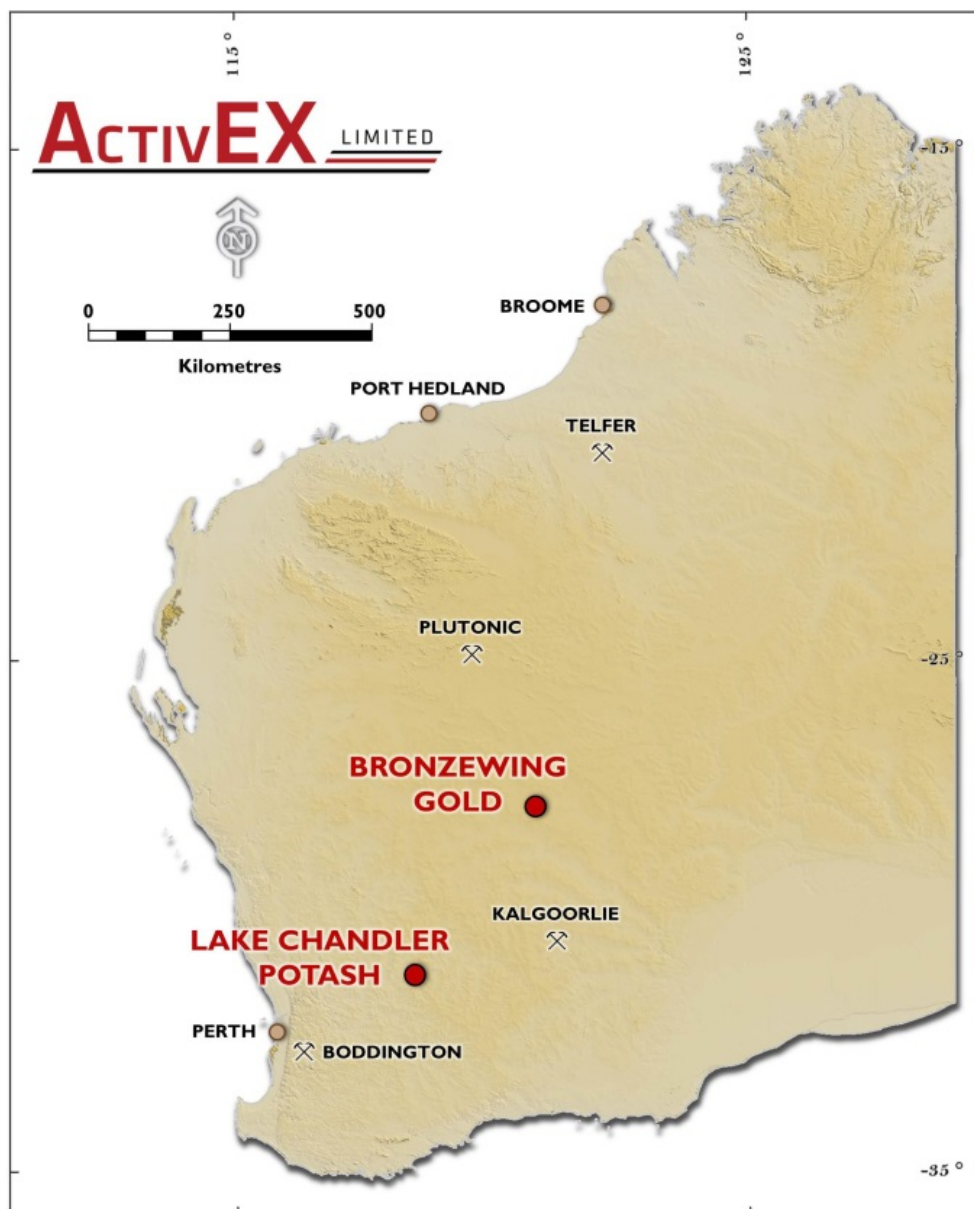 115 °
125 °
ACTIVEX LIMITED
-15 °
N
0 250 500
Kilometres
BROOME
PORT HEDLAND
TELFER
PLUTONIC
-25 °
BRONZEWING
GOLD
KALGOORLIE
LAKE CHANDLER
POTASH
PERTH
BODDINGTON
-35 °